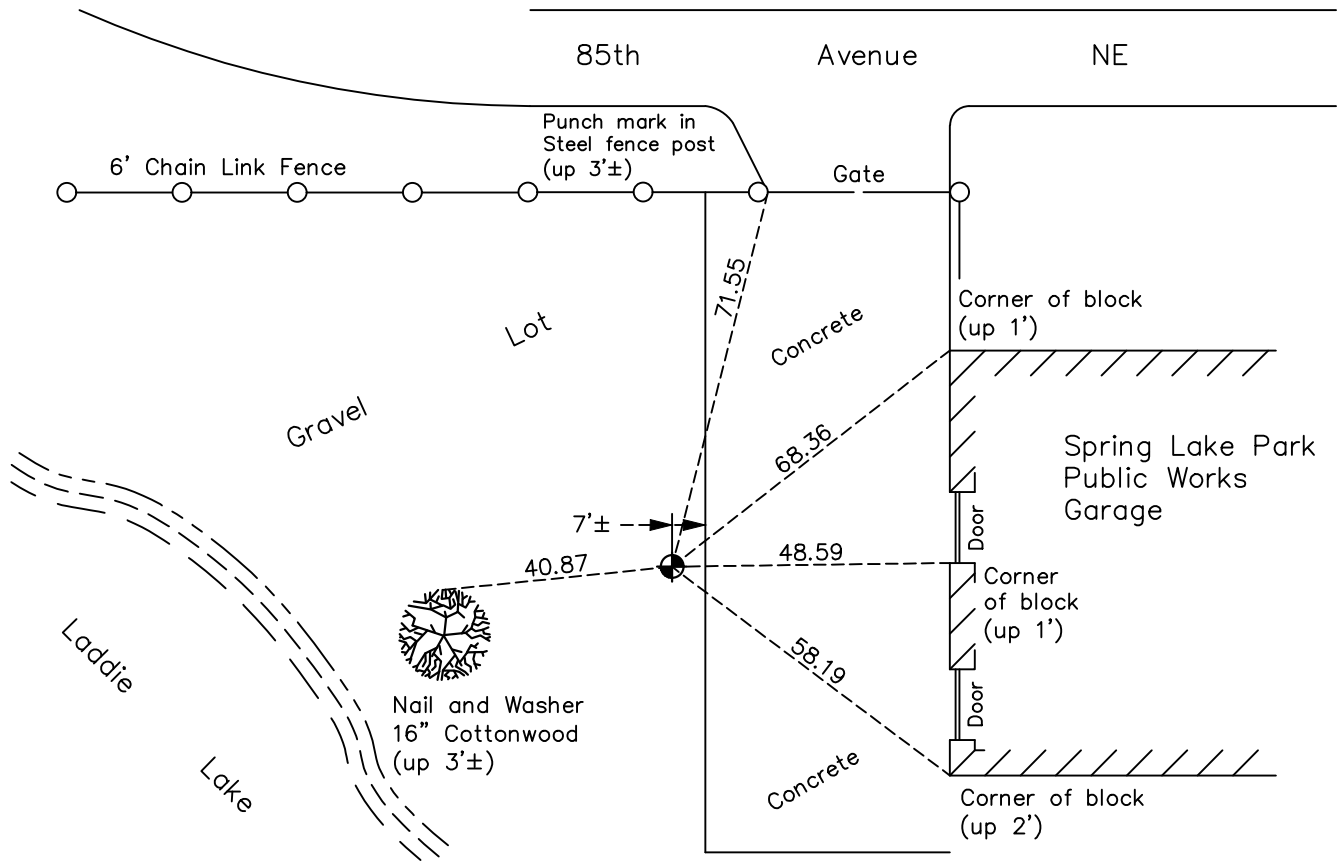 85th Avenue NE
Punch mark in
Steel fence post
(up 3'±)
6' Chain Link Fence
Gate
71.55
Corner of block
(up 1')
Lot
Concrete
Gravel
68.36
Spring Lake Park
Public Works
Garage
7'±
Door
40.87
48.59
Corner
of block
(up 1')
58.19
Laddie
Lake
Nail and Washer
16" Cottonwood
(up 3'±)
Door
Concrete
Corner of block
(up 2')